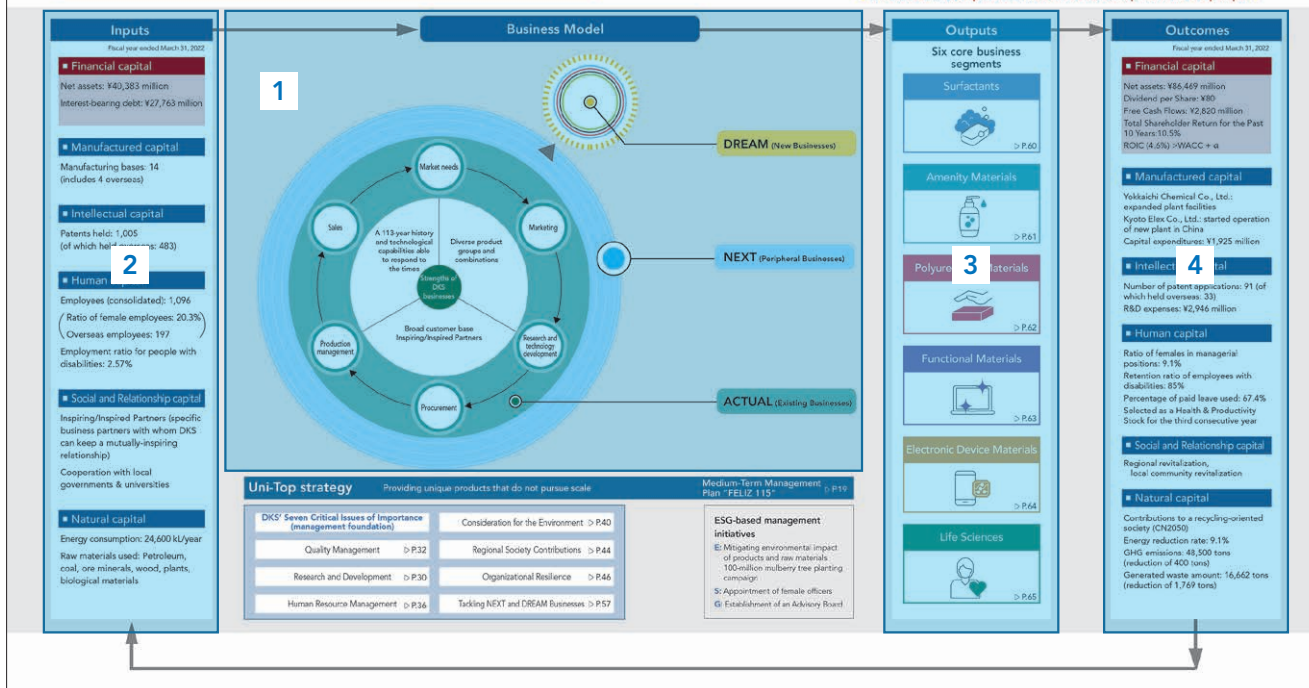 Inputs
Fiscal year ended March 31, 2022
■ Financial capital
Net assets: ¥40,383 million
Interest-bearing debt: ¥27,763 million
■ Manufactured capital
Manufacturing bases: 14
(includes 4 overseas)
■ Intellectual capital
Patents held: 1,005
(of which held overseas: 483)
2
■ Human
Employees (consolidated): 1,096
Ratio of female employees: 20.3%
Overseas employees: 197
Employment ratio for people with
disabilities: 2.57%
■ Social and Relationship capital
Inspiring/Inspired Partners (specific
business partners with whom DKS
can keep a mutually-inspiring
relationship)
Cooperation with local
governments & universities
■ Natural capital
Energy consumption: 24,600 kL/year
Raw materials used: Petroleum,
coal, ore minerals, wood, plants,
biological materials
Business Model
1
DREAM (New Businesses)
NEXT (Peripheral Businesses)
ACTUAL (Existing Businesses)
Market needs
Marketing
Research and
technology
development
Procurement
Production
management
Sales
A 113-year history
and technological
capabilities able
to respond to
the times
Diverse product
groups and
combinations
Strengths of
DKS
businesses
Broad customer base
Inspiring/Inspired Partners
Uni-Top strategy
Providing unique products that do not pursue scale
Medium-Term Management
Plan "FELIZ 115" ▷ P.19
DKS' Seven Critical Issues of Importance
(management foundation)
Quality Management ▷ P.32
Research and Development ▷ P.30
Human Resource Management ▷ P.36
Consideration for the Environment ▷ P.40
Regional Society Contributions ▷ P.44
Organizational Resilience ▷ P.46
Tackling NEXT and DREAM Businesses ▷ P.57
ESG-based management
initiatives
E: Mitigating environmental impact
of products and raw materials
100-million mulberry tree planting
campaign
S: Appointment of female officers
G: Establishment of an Advisory Board
Outputs
Six core business
segments
Surfactants
▷ P.60
Amenity Materials
▷ P.61
3
Materials
▷ P.62
Functional Materials
▷ P.63
Electronic Device Materials
▷ P.64
Life Sciences
▷ P.65
Outcomes
Fiscal year ended March 31, 2022
■ Financial capital
Net assets: ¥86,469 million
Dividend per Share: ¥80
Free Cash Flows: ¥2,820 million
Total Shareholder Return for the Past
10 Years:10.5%
ROIC (4.6%) >WACC + α
■ Manufactured capital
Yokkaichi Chemical Co., Ltd.:
expanded plant facilities
Kyoto Elex Co., Ltd.: started operation
of new plant in China
Capital expenditures: ¥1,925 million
4
Number of patent applications: 91 (of
which held overseas: 33)
R&D expenses: ¥2,946 million
■ Human capital
Ratio of females in managerial
positions: 9.1%
Retention ratio of employees with
disabilities: 85%
Percentage of paid leave used: 67.4%
Selected as a Health & Productivity
Stock for the third consecutive year
■ Social and Relationship capital
Regional revitalization,
local community revitalization
■ Natural capital
Contributions to a recycling-oriented
society (CN2050)
Energy reduction rate: 9.1%
GHG emissions: 48,500 tons
(reduction of 400 tons)
Generated waste amount: 16,662 tons
(reduction of 1,769 tons)